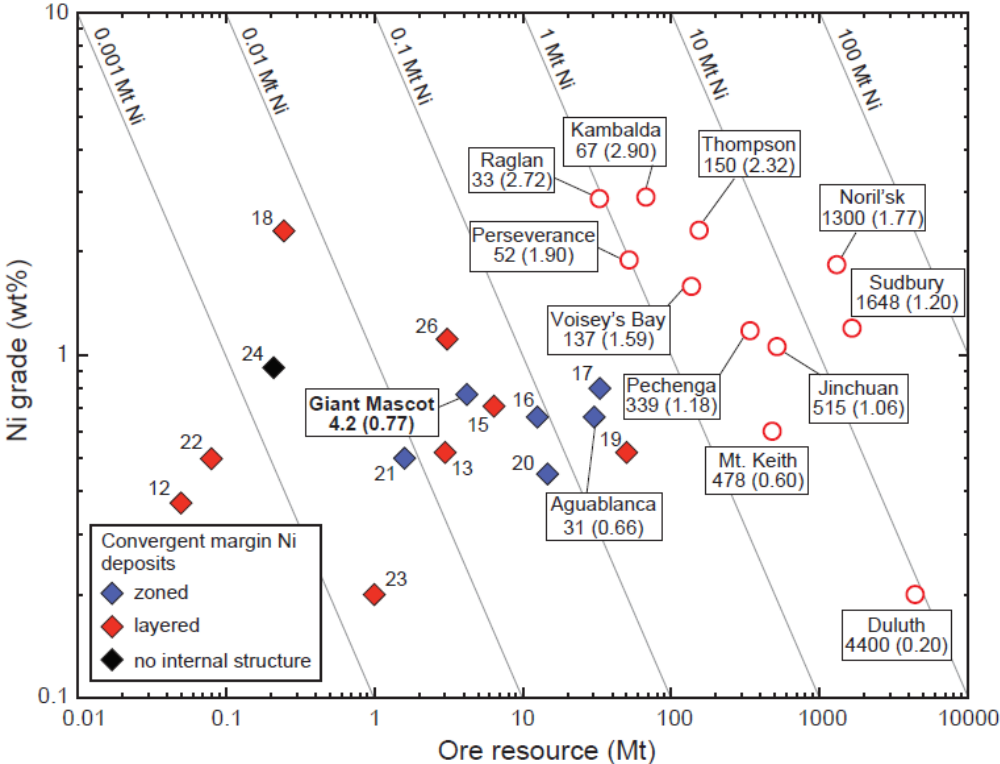 10
0.001 Mt Ni
0.01 Mt Ni
0.1 Mt Ni
1 Mt Ni
10 Mt Ni
100 Mt Ni
Kambalda
67 (2.90)
Raglan
33 (2.72)
Thompson
150 (2.32)
Noril'sk
1300 (1.77)
18
Perseverance
52 (1.90)
Sudbury
1648 (1.20)
Voisey's Bay
137 (1.59)
26
1
24
17
Pechenga
339 (1.18)
Jinchuan
515 (1.06)
Giant Mascot
4.2 (0.77)
15
16
22
21
13
20
19
Mt. Keith
478 (0.60)
12
Aguablanca
31 (0.66)
23
Duluth
4400 (0.20)
Convergent margin Ni
deposits
zoned
layered
no internal structure
Ni grade (wt%)
0.1
0.01
0.1
1
10
100
1000
10000
Ore resource (Mt)